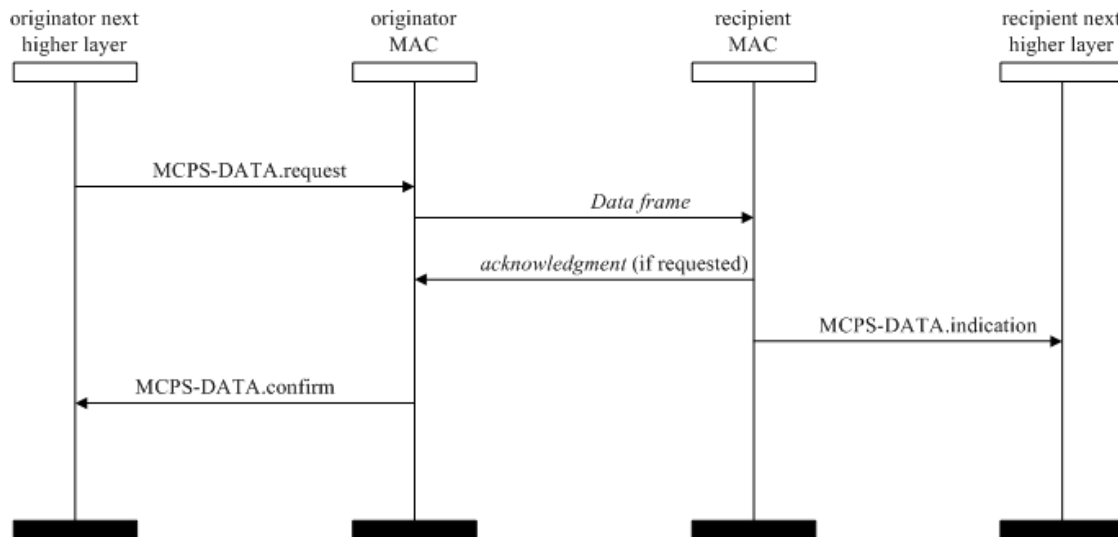 originator next
higher layer
originator
MAC
recipient
MAC
recipient next
higher layer
MCPS-DATA.request
Data frame
acknowledgment (if requested)
MCPS-DATA.indication
MCPS-DATA.confirm